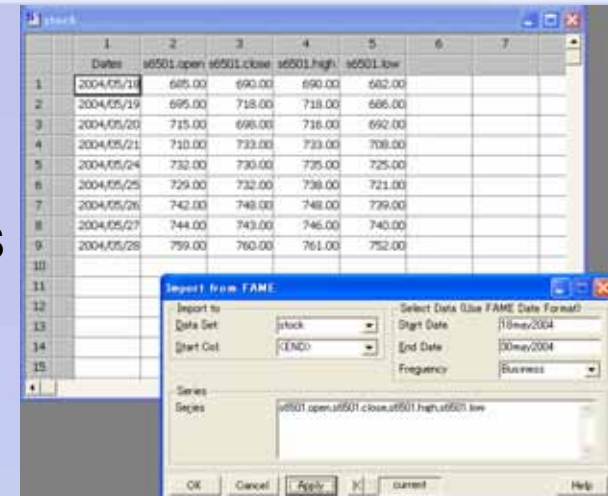 stock
1 2 3 4 5 6 7
Dates s6501.open s6501.close s6501.high s6501.low
1 2004/05/18 685.00 690.00 690.00 682.00
2 2004/05/19 695.00 718.00 718.00 686.00
3 2004/05/20 715.00 698.00 716.00 692.00
4 2004/05/21 710.00 733.00 733.00 708.00
5 2004/05/24 732.00 730.00 735.00 725.00
6 2004/05/25 729.00 732.00 738.00 721.00
7 2004/05/26 742.00 748.00 748.00 739.00
8 2004/05/27 744.00 743.00 746.00 740.00
9 2004/05/28 759.00 760.00 761.00 752.00
10
11
12
13
14
15
s
Import from FAME
Import to
Data Set: stock
Start Col: <END>
Select Data (Use FAME Date Format)
Start Date 18may2004
End Date
Frequency Business
Series
Series s6501.open,s6501.close,s6501.high,s6501.low
OK Cancel Apply current Help